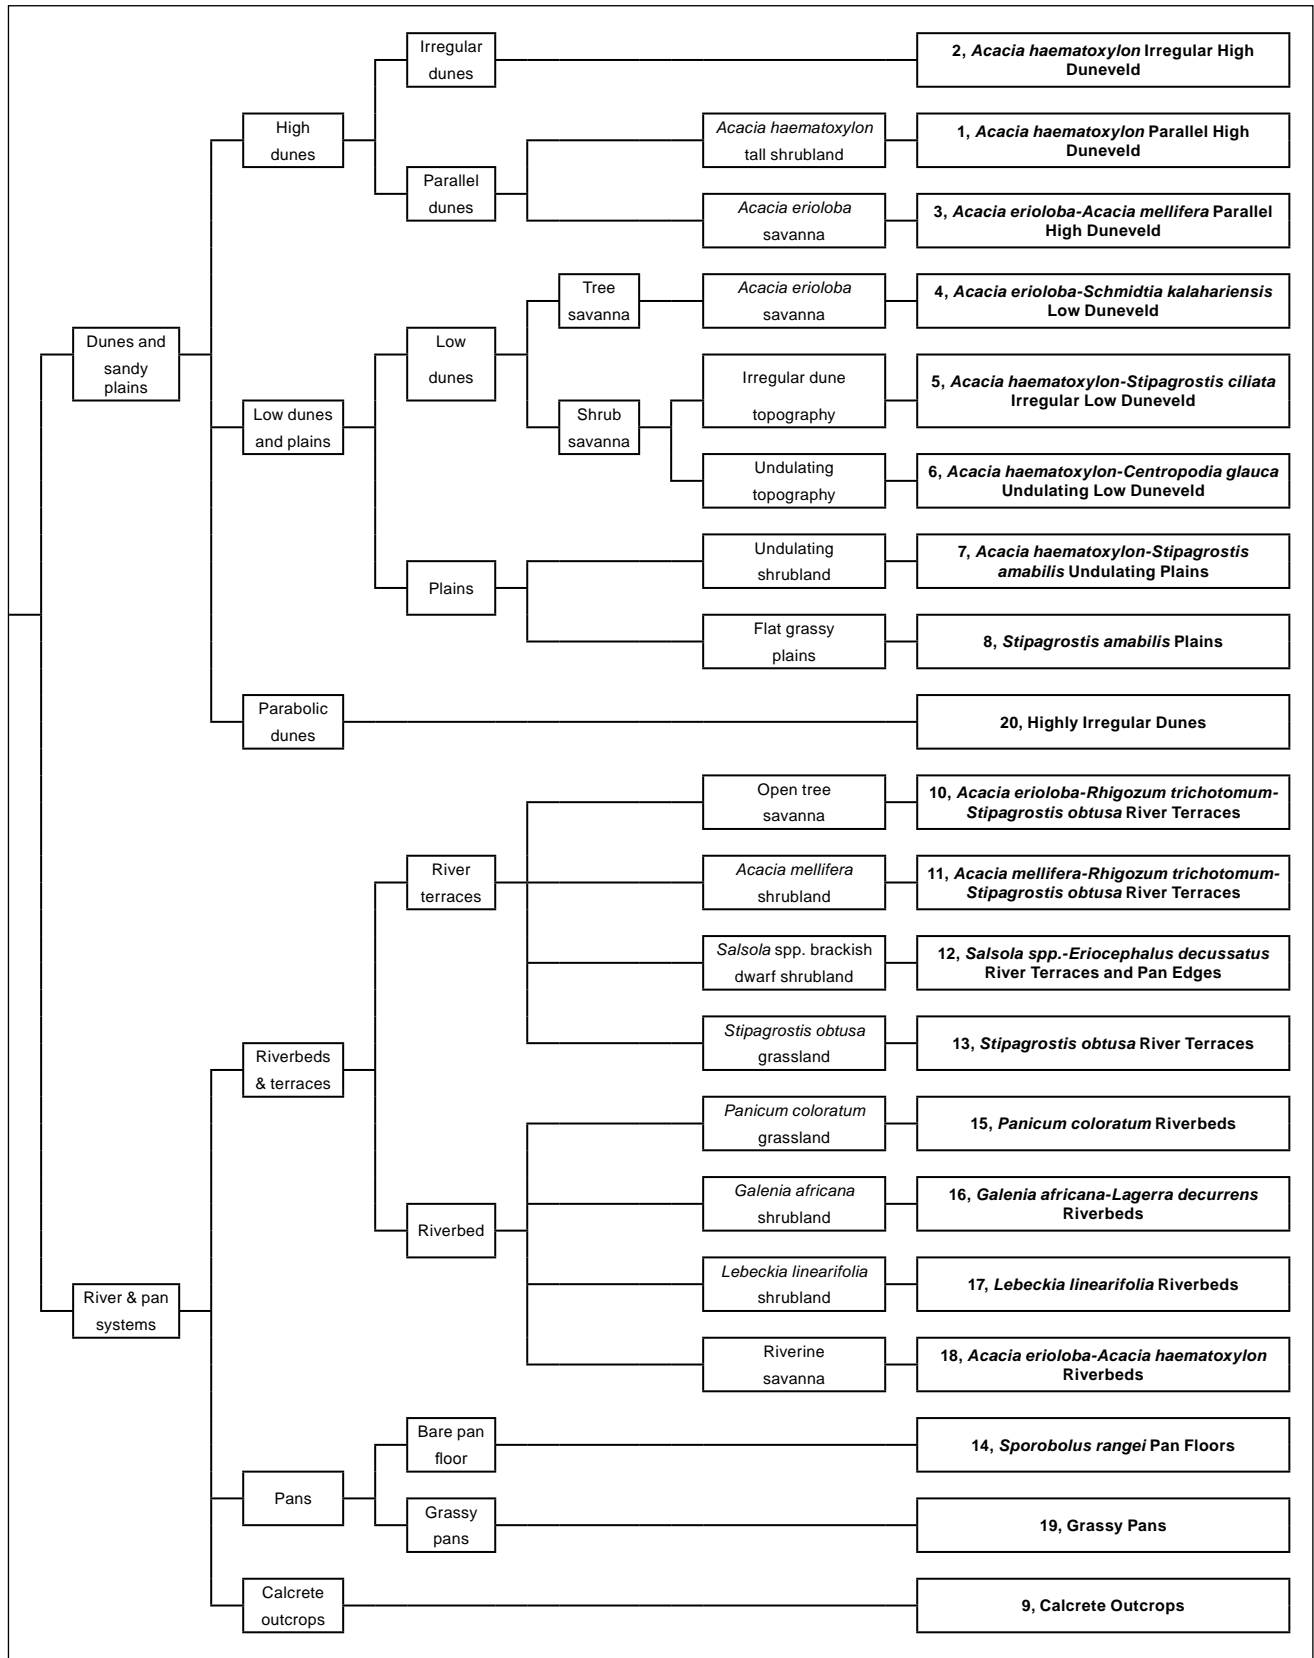 Irregular
dunes
2, Acacia haematoxylon Irregular High
Duneveld
High
dunes
Acacia haematoxylon
tall shrubland
1, Acacia haematoxylon Parallel High
Duneveld
Parallel
dunes
Acacia erioloba
savanna
3, Acacia erioloba-Acacia mellifera Parallel
High Duneveld
Tree
savanna
Acacia erioloba
savanna
4, Acacia erioloba-Schmidtia kalahariensis
Low Duneveld
Dunes and
sandy
plains
Low
dunes
Irregular dune
topography
5, Acacia haematoxylon-Stipagrostis ciliata
Irregular Low Duneveld
Low dunes
and plains
Shrub
savanna
Undulating
topography
6, Acacia haematoxylon-Centropodia glauca
Undulating Low Duneveld
Plains
Undulating
shrubland
7, Acacia haematoxylon-Stipagrostis
amabilis Undulating Plains
Flat grassy
plains
8, Stipagrostis amabilis Plains
Parabolic
dunes
20, Highly Irregular Dunes
Open tree
savanna
10, Acacia erioloba-Rhigozum trichotomum-
Stipagrostis obtusa River Terraces
River
terraces
Acacia mellifera
shrubland
11, Acacia mellifera-Rhigozum trichotomum-
Stipagrostis obtusa River Terraces
Salsola spp. brackish
dwarf shrubland
12, Salsola spp.-Eriocephalus decussatus
River Terraces and Pan Edges
Riverbeds
& terraces
Stipagrostis obtusa
grassland
13, Stipagrostis obtusa River Terraces
Panicum coloratum
grassland
15, Panicum coloratum Riverbeds
Riverbed
Galenia africana
shrubland
16, Galenia africana-Lagerra decurrens
Riverbeds
River & pan
systems
Lebeckia linearifolia
shrubland
17, Lebeckia linearifolia Riverbeds
Riverine
savanna
18, Acacia erioloba-Acacia haematoxylon
Riverbeds
Bare pan
floor
14, Sporobolus rangei Pan Floors
Pans
Grassy
pans
19, Grassy Pans
Calcrete
outcrops
9, Calcrete Outcrops